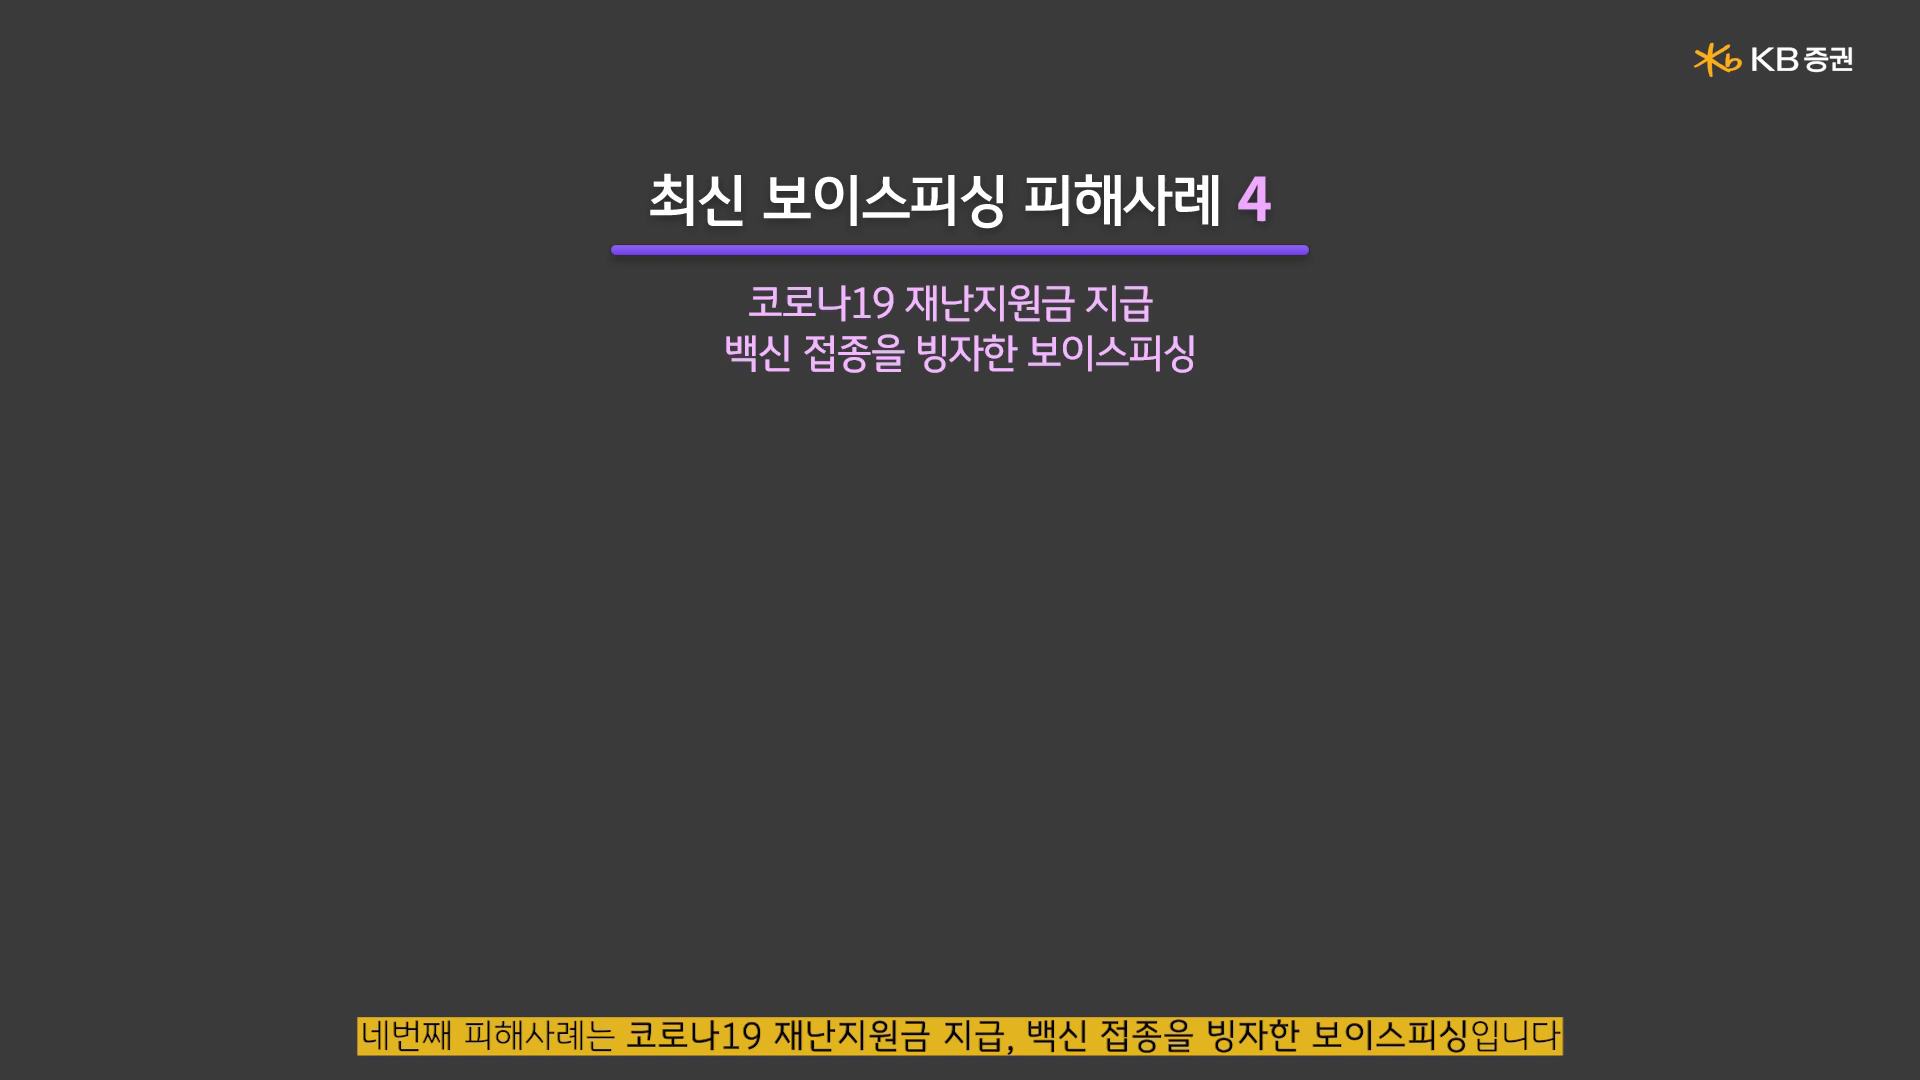 KB증권
최신 보이스피싱 피해사례 4
코로나19 재난지원금 지급
백신 접종을 빙자한 보이스피싱
네번째 피해사례는 코로나19 재난지원금 지급, 백신 접종을 빙자한 보이스피싱입니다